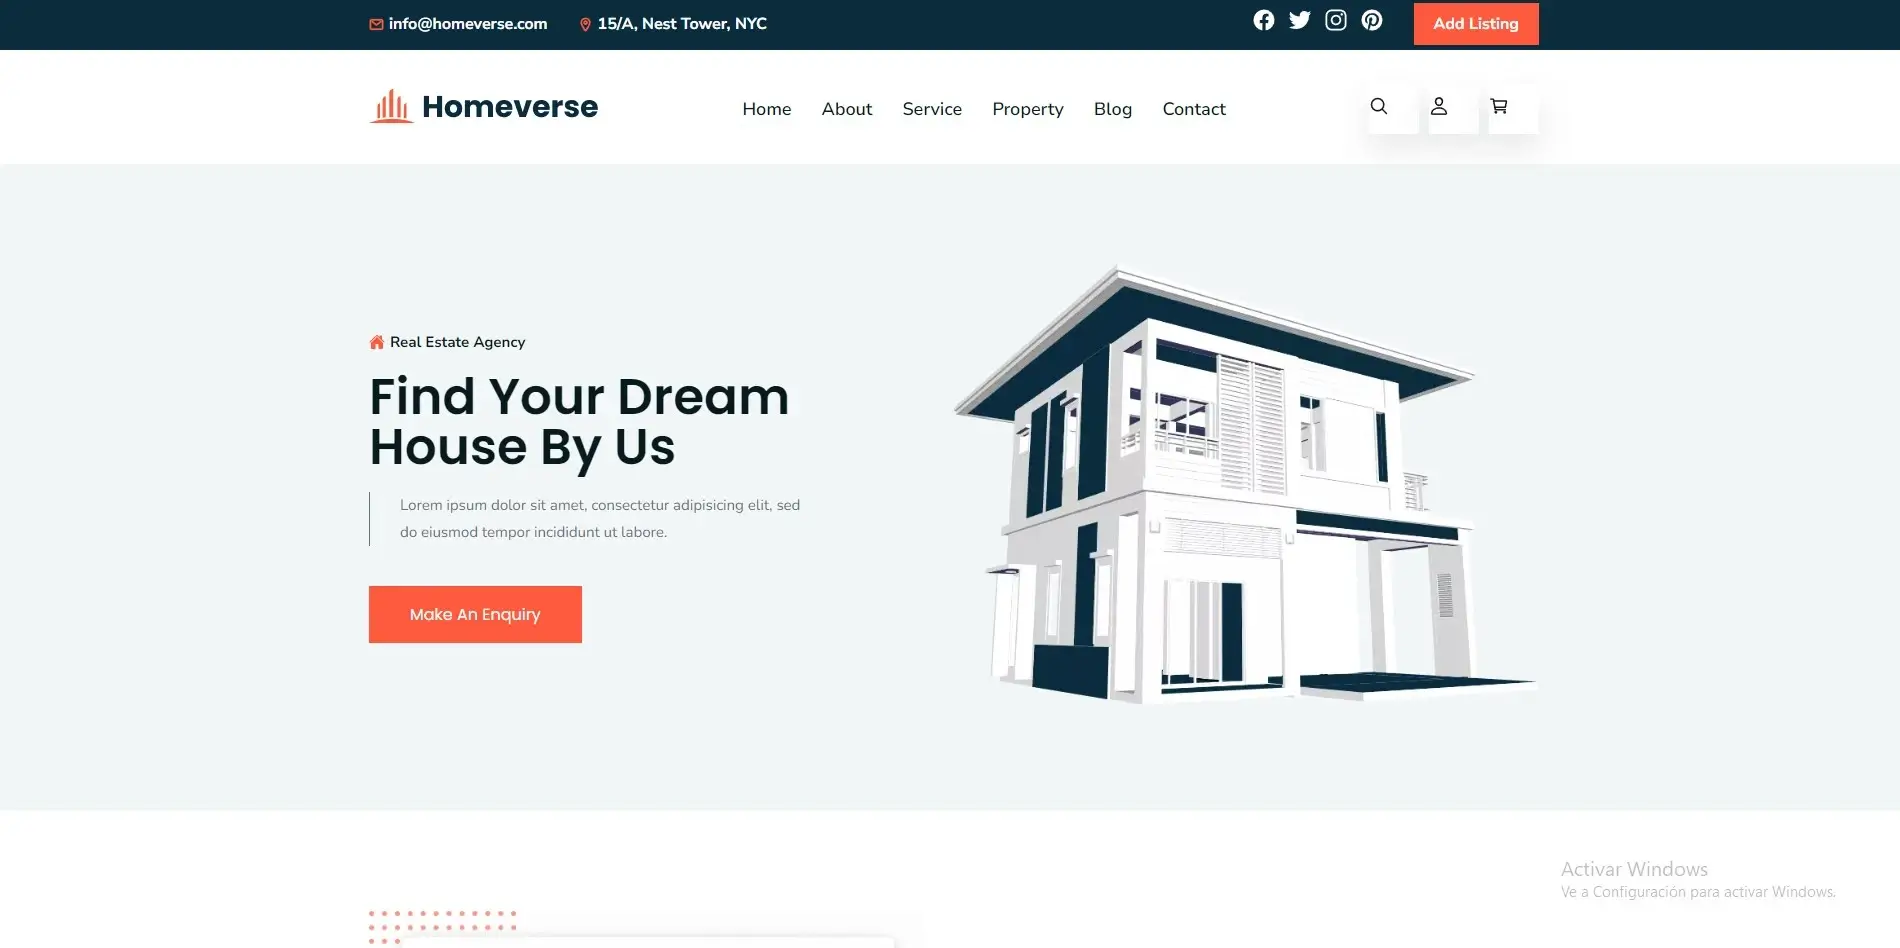 info@homeverse.com
15/A, Nest Tower, NYC
Add Listing
Homeverse
Home
About
Service
Property
Blog
Contact
Real Estate Agency
Find Your Dream
House By Us
Lorem ipsum dolor sit amet, consectetur adipisicing elit, sed
do eiusmod tempor incididunt ut labore.
Make An Enquiry
Activar Windows
Ve a Configuración para activar Windows.